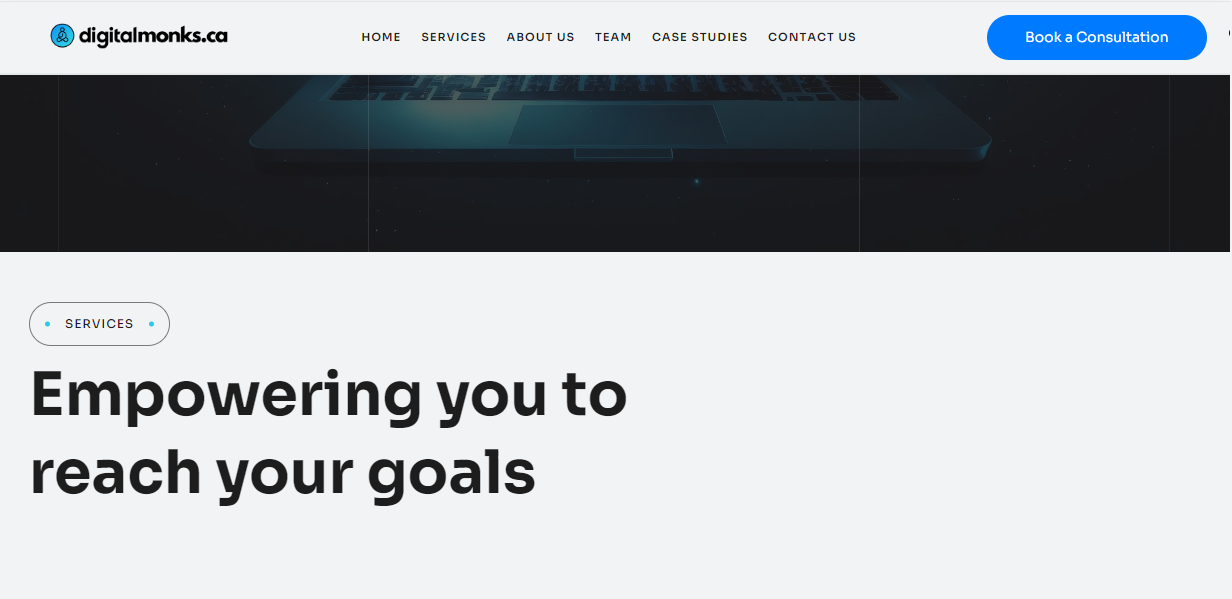 digitalmonks.ca
HOME SERVICES ABOUT US TEAM CASE STUDIES CONTACT US
Book a Consultation
SERVICES
Empowering you to
reach your goals